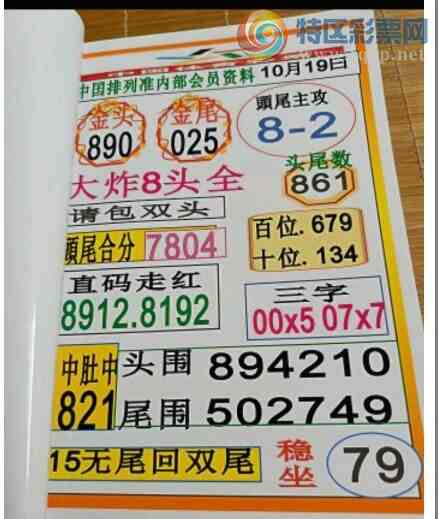 特区彩票网
中国排列准内部会员资料 10月19日
金头 金尾 頭尾主攻
890 025 8-2
大炸8头全 头尾数
861
请包双头
百位.679
頭尾合分 7804
十位.134
直码走红 三字
8912.8192 00x5 07x7
中肚中 头围 894210
821 尾围 502749
15无尾回双尾 稳坐 79